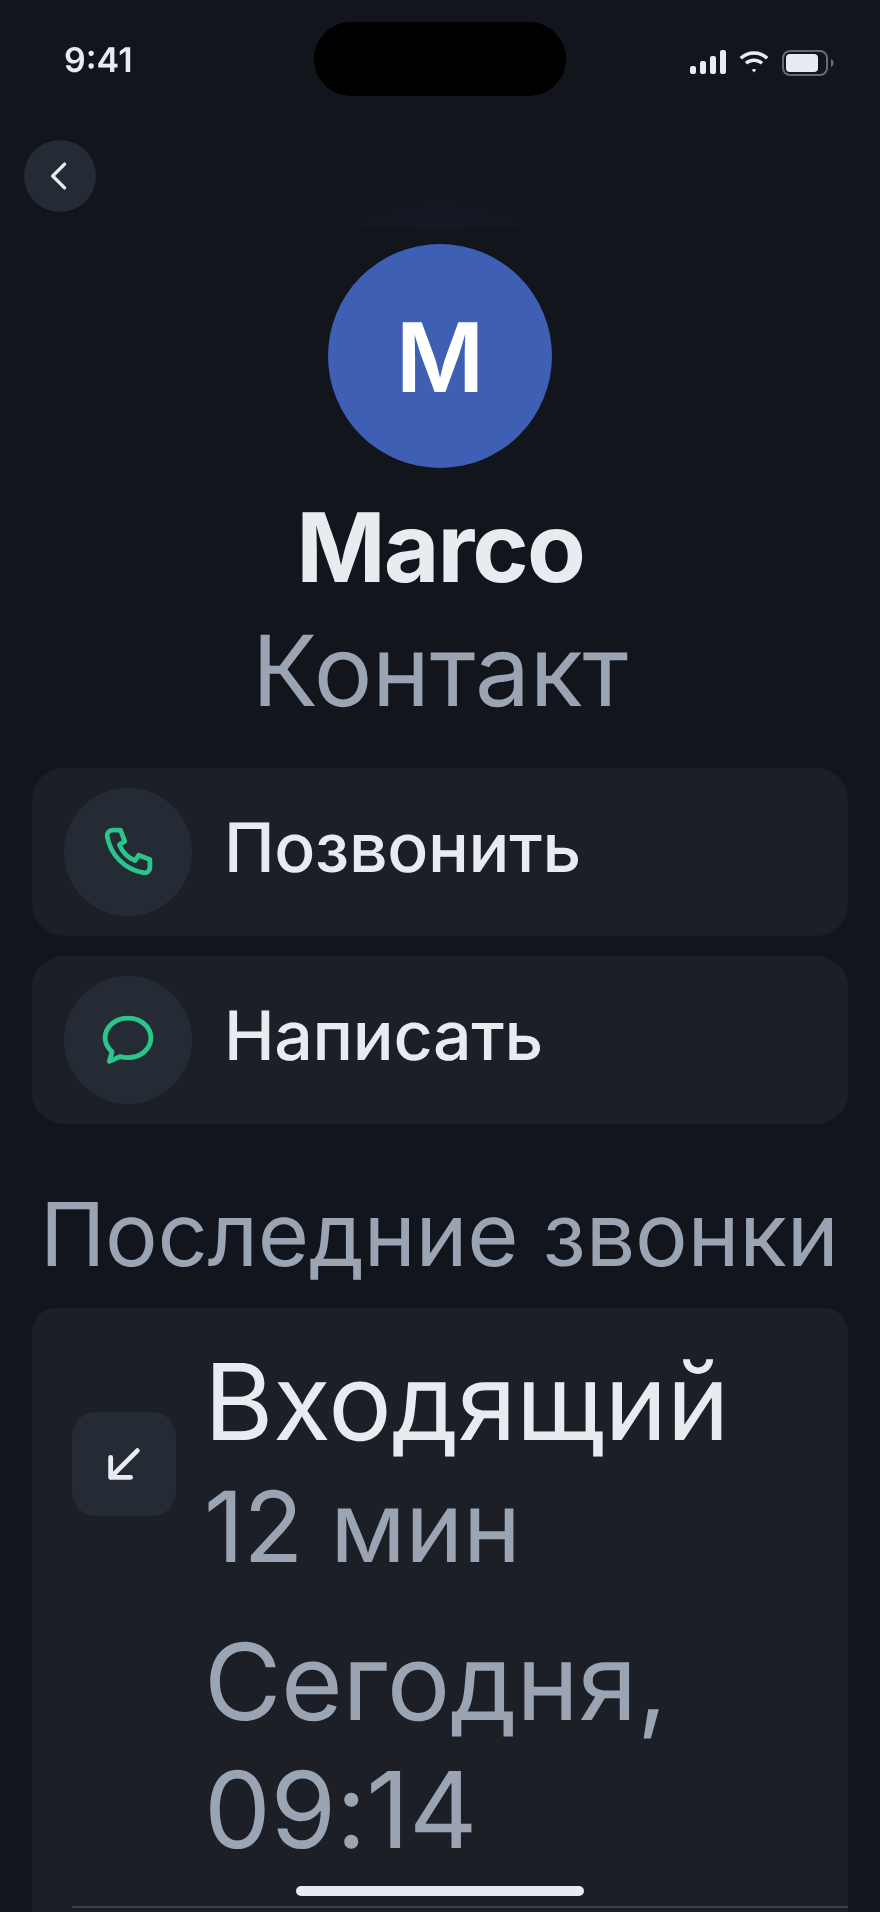 9:41
M
Marco
Контакт
Позвонить
Написать
Последние звонки
Входящий
12 мин
Сегодня,
09:14